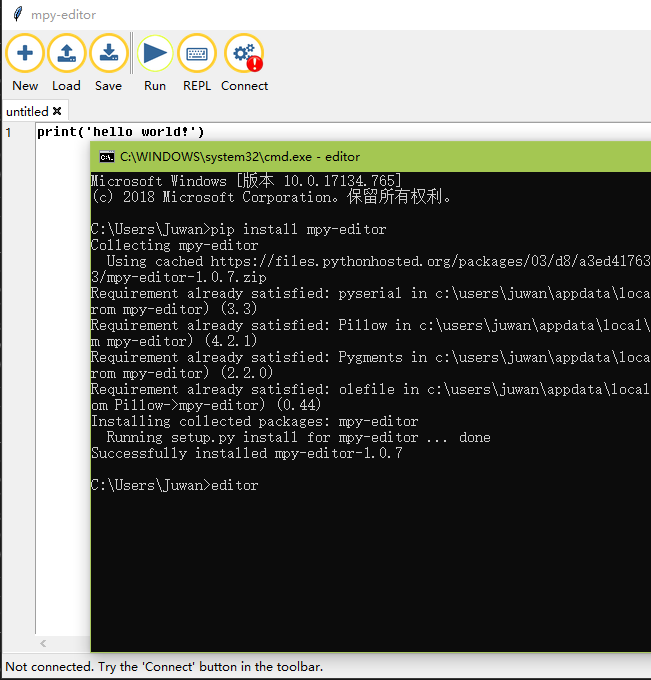 mpy-editor
New Load Save Run REPL Connect
untitled
1 print('hello world!')
C:\WINDOWS\system32\cmd.exe - editor
Microsoft Windows [版本 10.0.17134.765]
(c) 2018 Microsoft Corporation。保留所有权利。
C:\Users\Juwan>pip install mpy-editor
Collecting mpy-editor
Using cached https://files.pythonhosted.org/packages/03/d8/a3ed41763
3/mpy-editor-1.0.7.zip
Requirement already satisfied: pyserial in c:\users\juwan\appdata\loca
rom mpy-editor) (3.3)
Requirement already satisfied: Pillow in c:\users\juwan\appdata\local\
m mpy-editor) (4.2.1)
Requirement already satisfied: Pygments in c:\users\juwan\appdata\loca
rom mpy-editor) (2.2.0)
Requirement already satisfied: olefile in c:\users\juwan\appdata\local
om Pillow->mpy-editor) (0.44)
Installing collected packages: mpy-editor
Running setup.py install for mpy-editor ... done
Successfully installed mpy-editor-1.0.7
C:\Users\Juwan>editor
Not connected. Try the 'Connect' button in the toolbar.